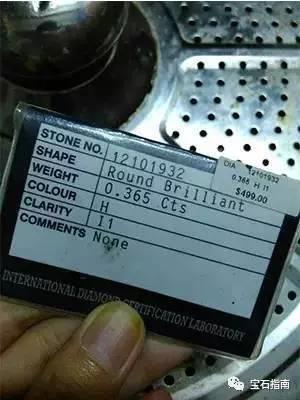 STONE NO. 12101932
SHAPE Round Brilliant
WEIGHT 0.365 Cts
COLOUR H
CLARITY I1
COMMENTS None
DIA 12101932
0.365 H I1
$499.00
INTERNATIONAL DIAMOND CERTIFICATION LABORATORY
宝石指南